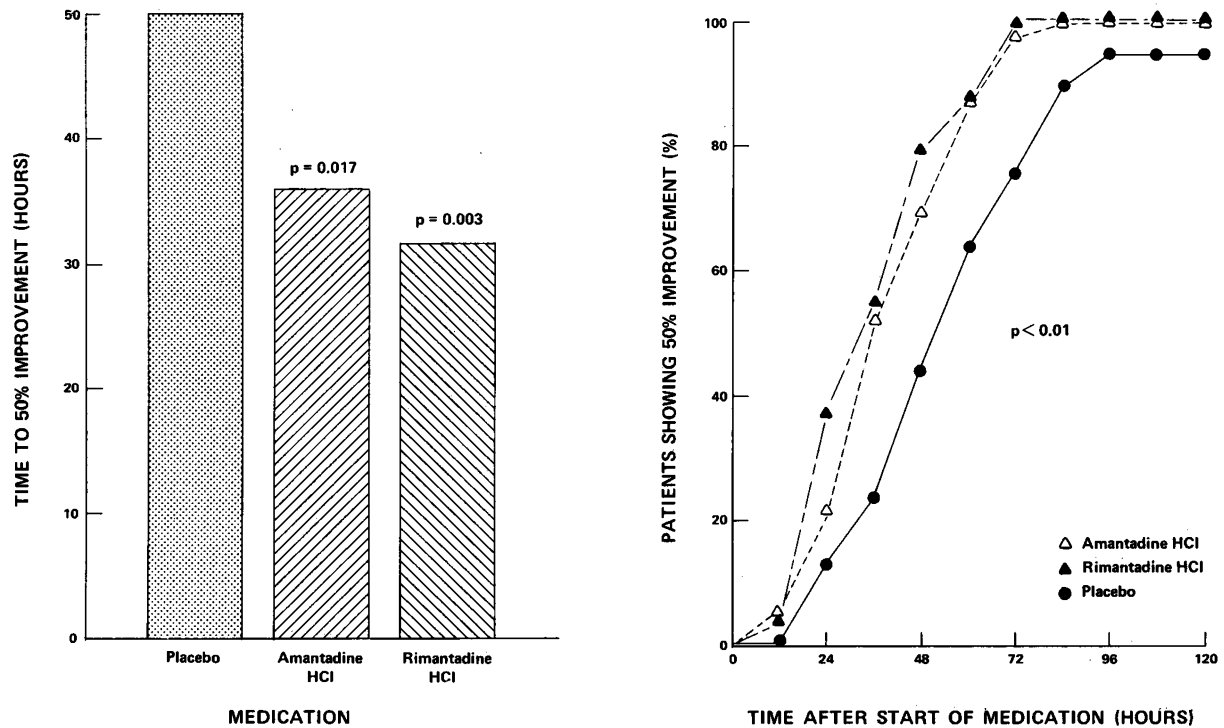 50
40
30
20
10
0
TIME TO 50% IMPROVEMENT (HOURS)
p = 0.017
p = 0.003
Placebo
Amantadine
HCl
Rimantadine
HCl
MEDICATION
100
80
60
40
20
0
PATIENTS SHOWING 50% IMPROVEMENT (%)
p < 0.01
Amantadine HCl
Rimantadine HCl
Placebo
0 24 48 72 96 120
TIME AFTER START OF MEDICATION (HOURS)